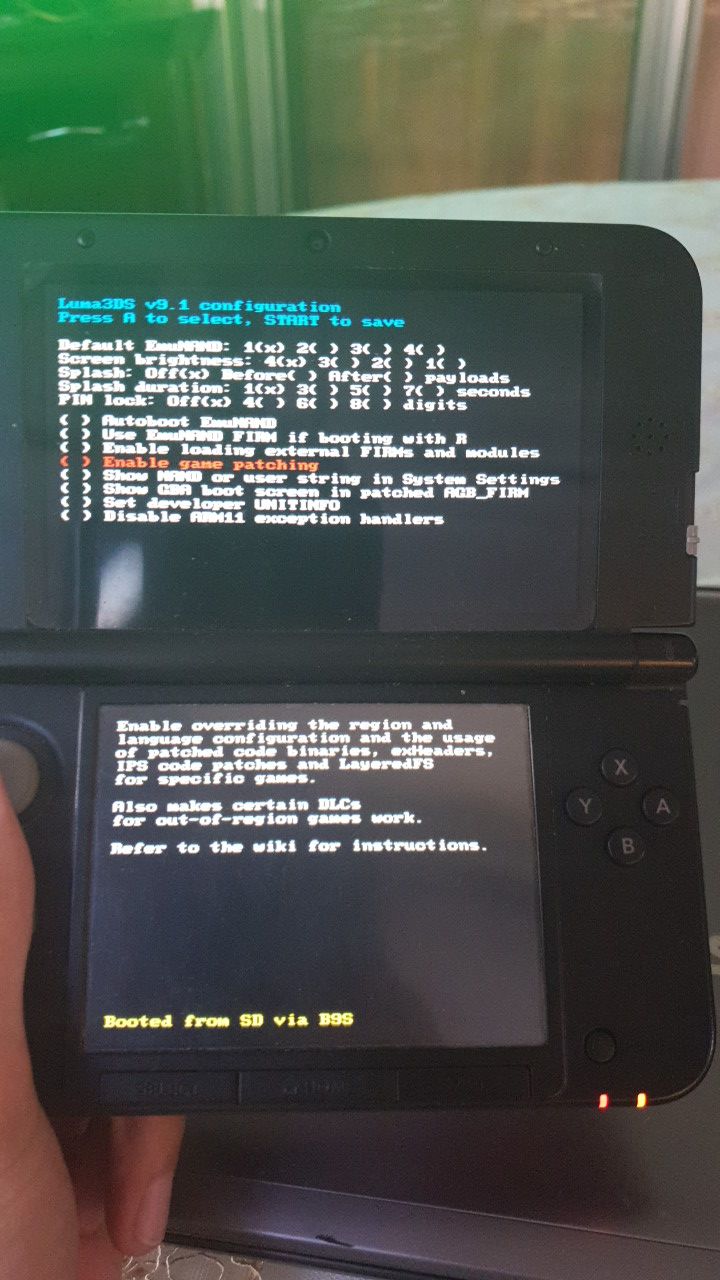 Luma3DS v9.1 configuration
Press A to select, START to save
Default EmuNAND: 1(x) 2( ) 3( ) 4( )
Screen brightness: 4(x) 3( ) 2( ) 1( )
Splash: Off(x) Before( ) After( ) payloads
Splash duration: 1(x) 3( ) 5( ) 7( ) seconds
PIN lock: Off(x) 4( ) 6( ) 8( ) digits
( ) Autoboot EmuNAND
( ) Use EmuNAND FIRM if booting with R
( ) Enable loading external FIRMs and modules
( ) Enable game patching
( ) Show NAND or user string in System Settings
( ) Show GBA boot screen in patched AGB_FIRM
( ) Set developer UNITINFO
( ) Disable ARM11 exception handlers
Enable overriding the region and
language configuration and the usage
of patched code binaries, exHeaders,
IPS code patches and LayeredFS
for specific games.
Also makes certain DLCs
for out-of-region games work.
Refer to the wiki for instructions.
Booted from SD via B9S
X
Y
A
B